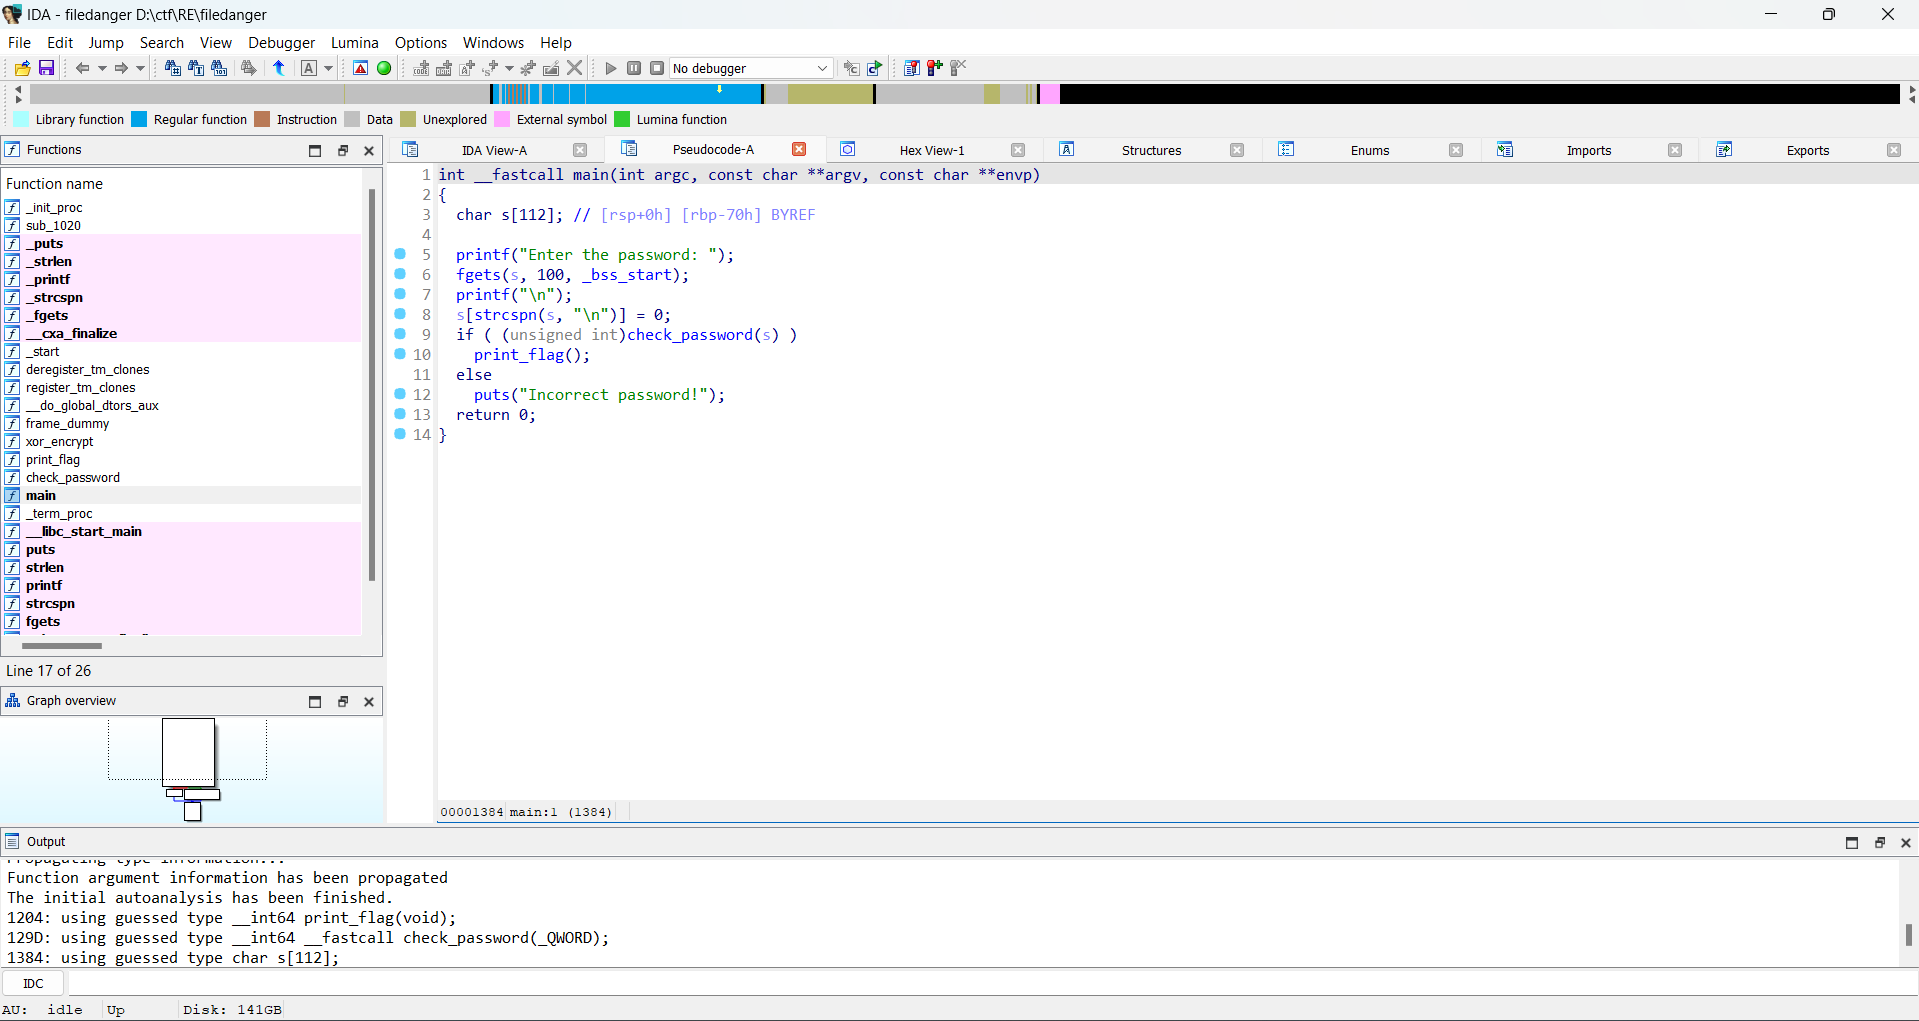 IDA - filedanger D:\ctf\RE\filedanger
File Edit Jump Search View Debugger Lumina Options Windows Help
No debugger
Library function Regular function Instruction Data Unexplored External symbol Lumina function
Functions
IDA View-A Pseudocode-A Hex View-1 Structures Enums Imports Exports
Function name
_init_proc
sub_1020
_puts
_strlen
_printf
_strcspn
_fgets
__cxa_finalize
_start
deregister_tm_clones
register_tm_clones
__do_global_dtors_aux
frame_dummy
xor_encrypt
print_flag
check_password
main
_term_proc
__libc_start_main
puts
strlen
printf
strcspn
fgets
Line 17 of 26
Graph overview
1 int __fastcall main(int argc, const char **argv, const char **envp)
2 {
3 char s[112]; // [rsp+0h] [rbp-70h] BYREF
4
5 printf("Enter the password: ");
6 fgets(s, 100, _bss_start);
7 printf("\n");
8 s[strcspn(s, "\n")] = 0;
9 if ( (unsigned int)check_password(s) )
10 print_flag();
11 else
12 puts("Incorrect password!");
13 return 0;
14 }
00001384 main:1 (1384)
Output
Propagating type information...
Function argument information has been propagated
The initial autoanalysis has been finished.
1204: using guessed type __int64 print_flag(void);
129D: using guessed type __int64 __fastcall check_password(_QWORD);
1384: using guessed type char s[112];
IDC
AU: idle Up Disk: 141GB